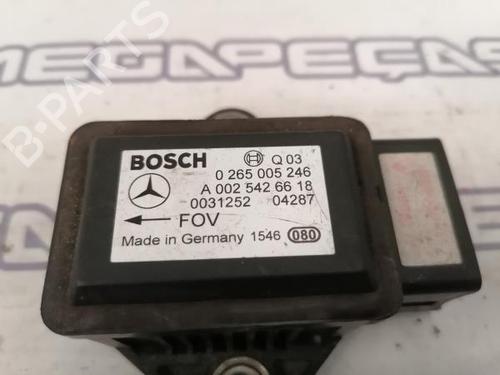 MEGAPEÇAS
B-PARTS
BOSCH Q 03
0 265 005 246
A 002 542 66 18
0031252 04287
FOV
Made in Germany 1546 080